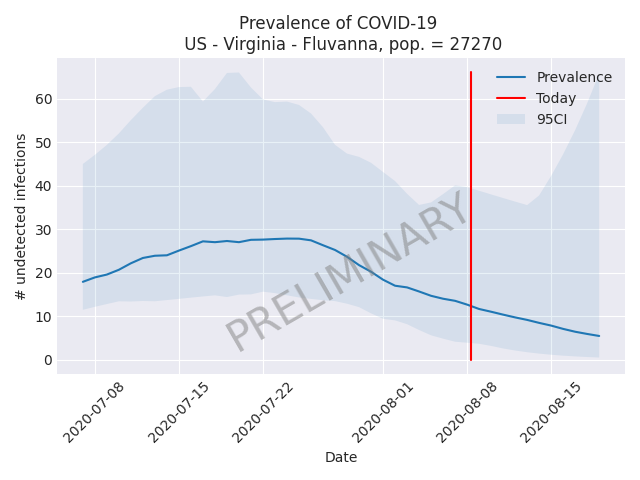 Prevalence of COVID-19
US - Virginia - Fluvanna, pop. = 27270
# undetected infections
60
50
40
30
20
10
0
Prevalence
Today
95CI
PRELIMINARY
2020-07-08
2020-07-15
2020-07-22
2020-08-01
2020-08-08
2020-08-15
Date